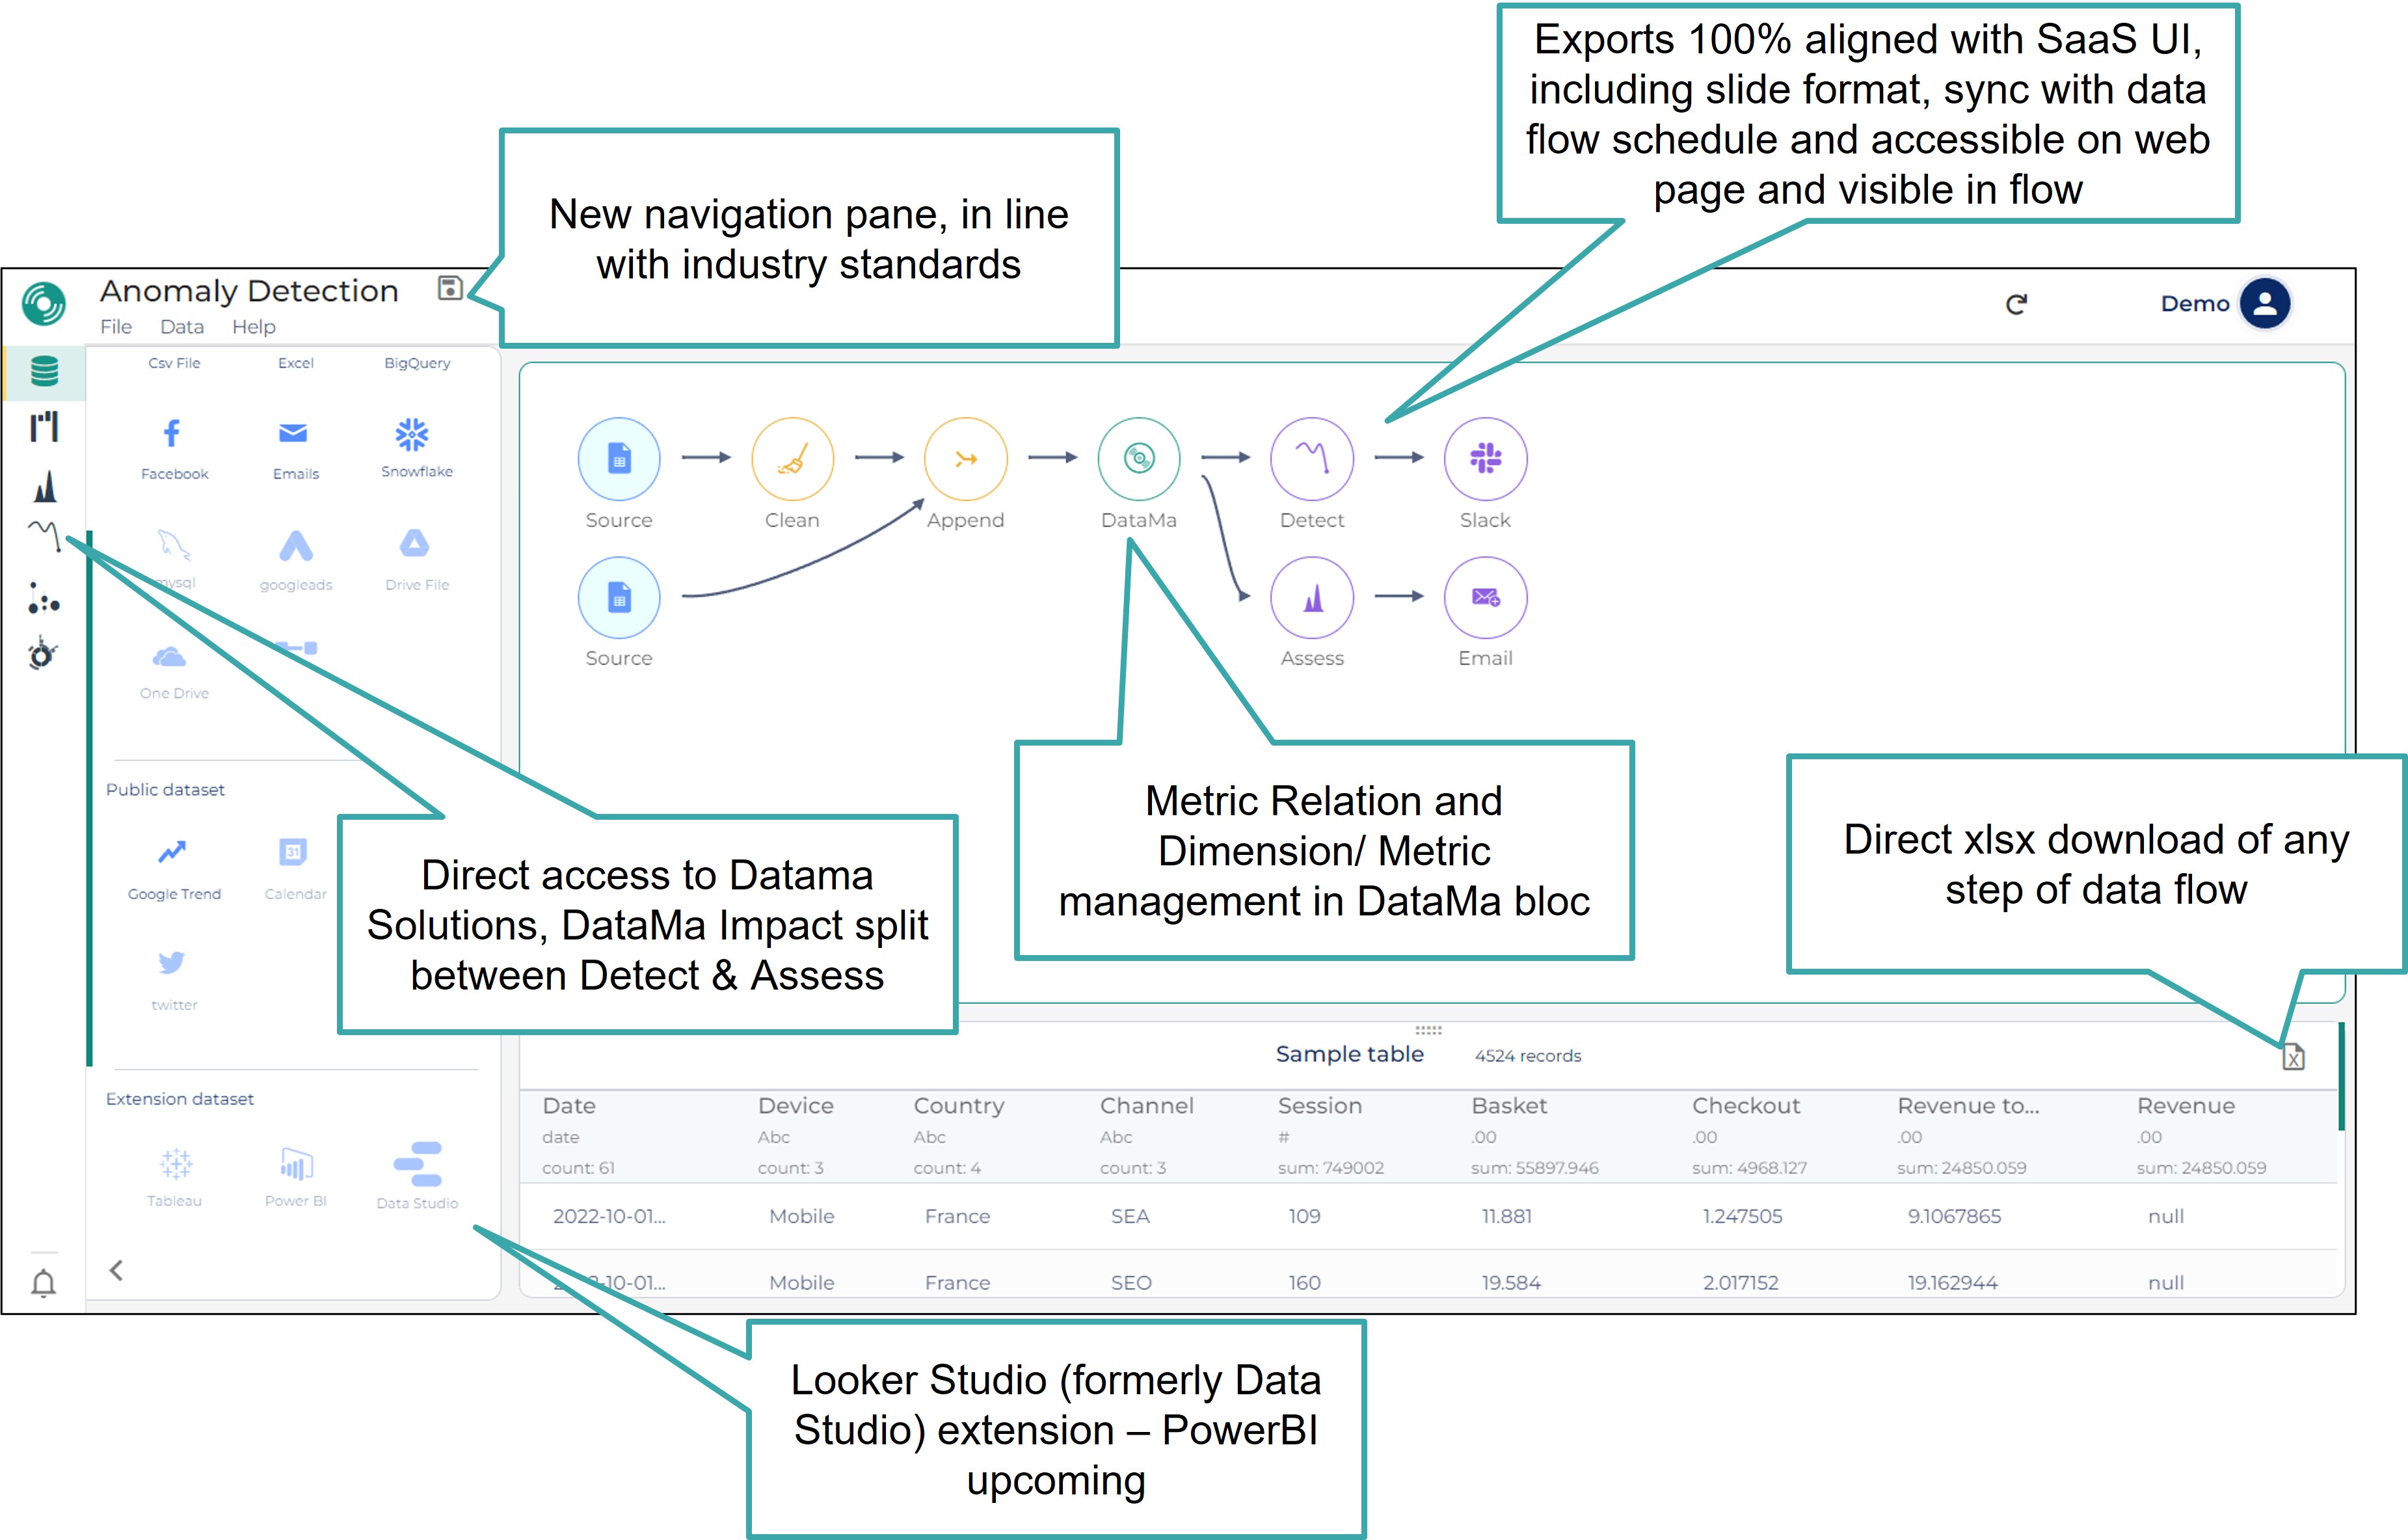 Exports 100% aligned with SaaS UI,
including slide format, sync with data
flow schedule and accessible on web
page and visible in flow
New navigation pane, in line
with industry standards
Anomaly Detection
File Data Help
Demo
Csv File Excel BigQuery
Facebook Emails Snowflake
mysql googleads Drive File
One Drive
Source Clean Append DataMa Detect Slack
Source Assess Email
Public dataset
Google Trend Calendar
31
twitter
Direct access to Datama
Solutions, DataMa Impact split
between Detect & Assess
Metric Relation and
Dimension/ Metric
management in DataMa bloc
Direct xlsx download of any
step of data flow
Extension dataset
Tableau Power BI Data Studio
Sample table 4524 records
X
Date Device Country Channel Session Basket Checkout Revenue to... Revenue
date Abc Abc Abc # .00 .00 .00 .00
count: 61 count: 3 count: 4 count: 3 sum: 749002 sum: 55897.946 sum: 4968.127 sum: 24850.059 sum: 24850.059
2022-10-01... Mobile France SEA 109 11.881 1.247505 9.1067865 null
-10-01... Mobile France SEO 160 19.584 2.017152 19.162944 null
Looker Studio (formerly Data
Studio) extension – PowerBI
upcoming